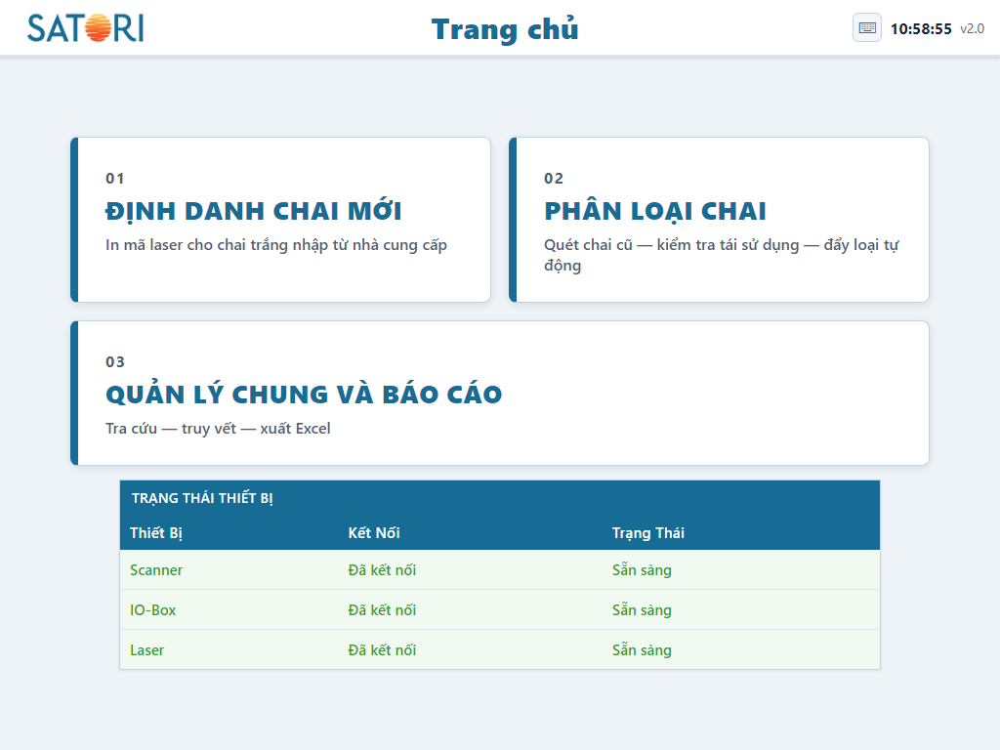 SATORI
Trang chủ
10:58:55 v2.0
01
ĐỊNH DANH CHAI MỚI
In mã laser cho chai trắng nhập từ nhà cung cấp
02
PHÂN LOẠI CHAI
Quét chai cũ — kiểm tra tái sử dụng — đẩy loại tự
động
03
QUẢN LÝ CHUNG VÀ BÁO CÁO
Tra cứu — truy vết — xuất Excel
TRẠNG THÁI THIẾT BỊ
Thiết Bị Kết Nối Trạng Thái
Scanner Đã kết nối Sẵn sàng
IO-Box Đã kết nối Sẵn sàng
Laser Đã kết nối Sẵn sàng